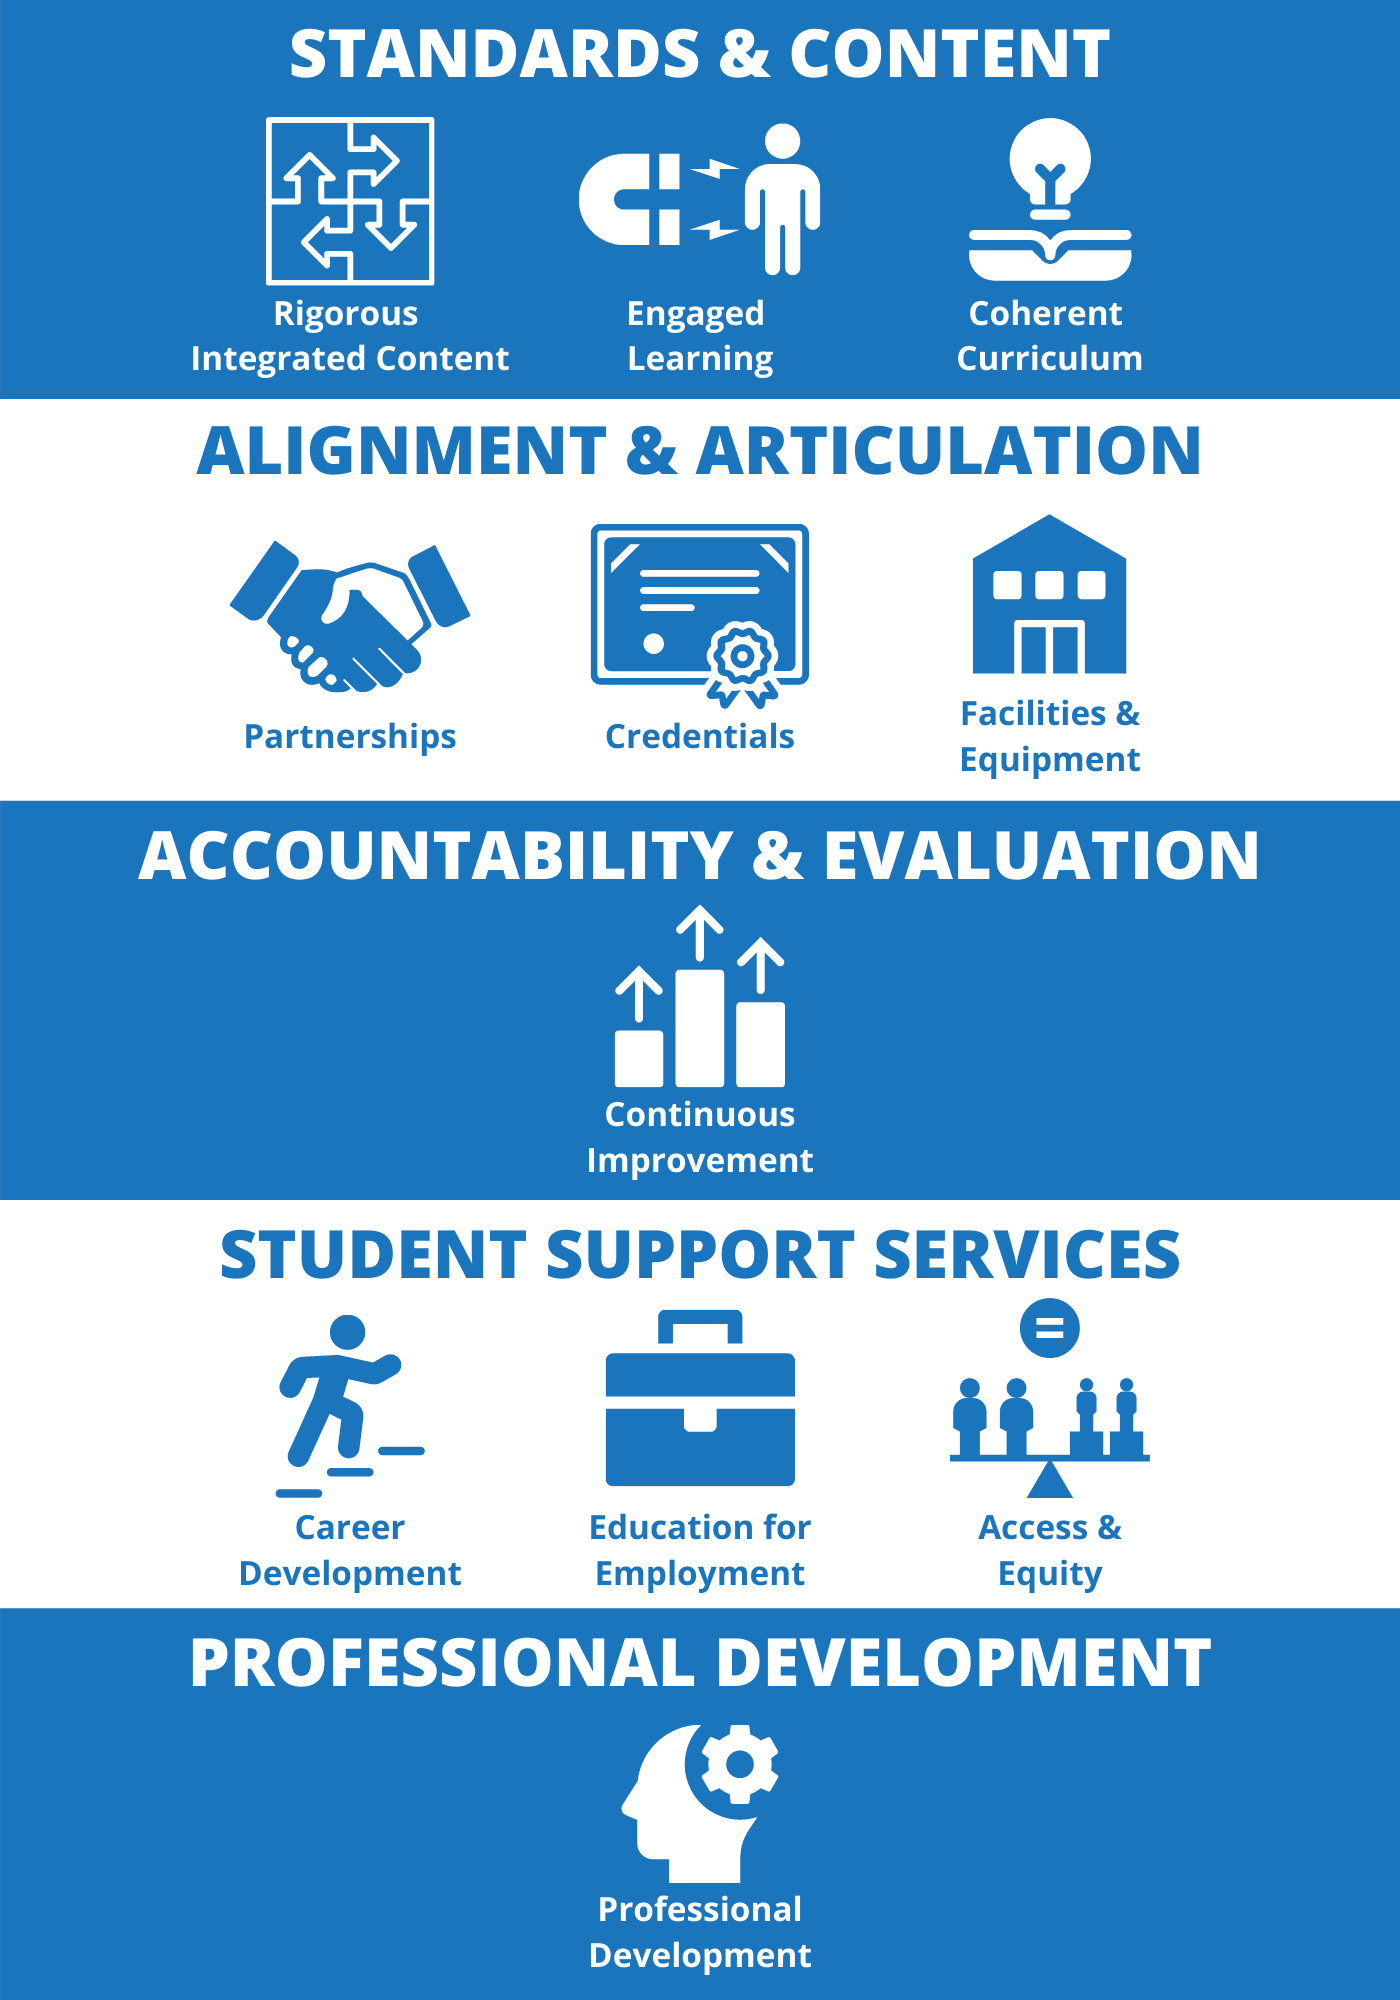 STANDARDS & CONTENT
Rigorous
Integrated Content
Engaged
Learning
Coherent
Curriculum
ALIGNMENT & ARTICULATION
Partnerships
Credentials
Facilities &
Equipment
ACCOUNTABILITY & EVALUATION
Continuous
Improvement
STUDENT SUPPORT SERVICES
Career
Development
Education for
Employment
Access &
Equity
PROFESSIONAL DEVELOPMENT
Professional
Development